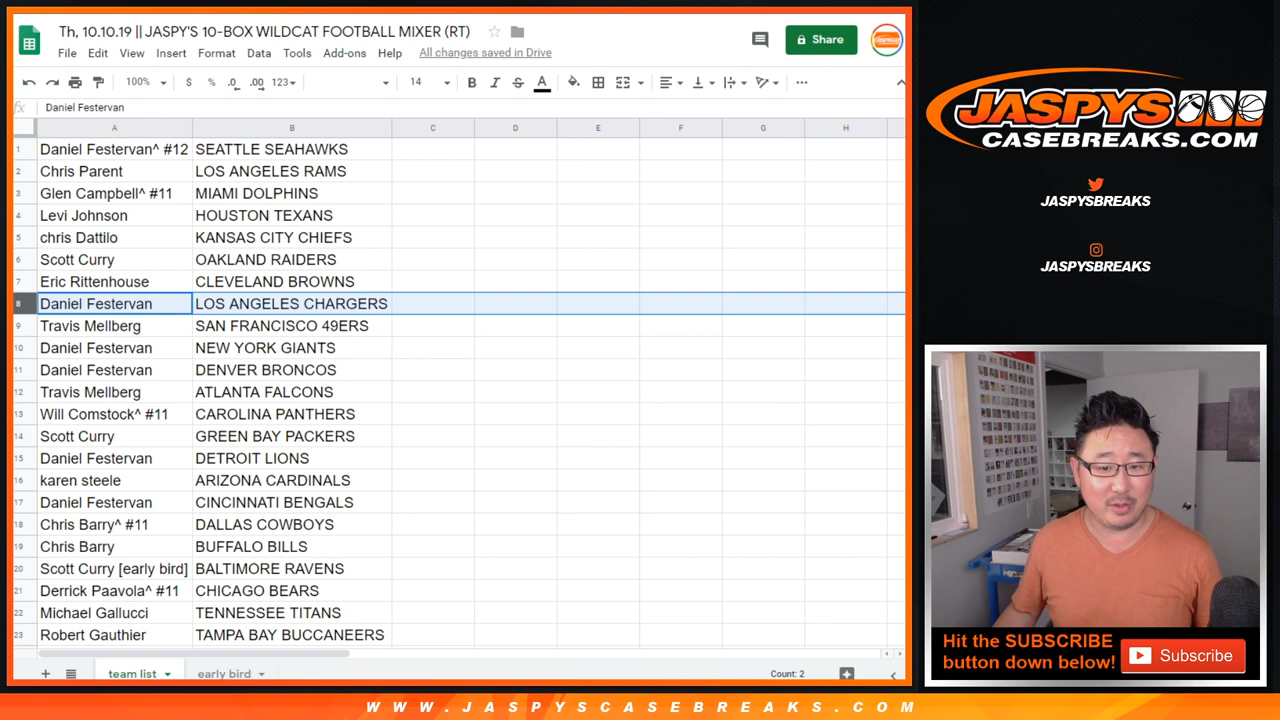 Th, 10.10.19 || JASPY'S 10-BOX WILDCAT FOOTBALL MIXER (RT)
File Edit View Insert Format Data Tools Add-ons Help All changes saved in Drive
Share
100% $ % .0 .00 123 14 B I S A
fx Daniel Festervan
A B C D E F G H
1 Daniel Festervan^ #12 SEATTLE SEAHAWKS
2 Chris Parent LOS ANGELES RAMS
3 Glen Campbell^ #11 MIAMI DOLPHINS
4 Levi Johnson HOUSTON TEXANS
5 chris Dattilo KANSAS CITY CHIEFS
6 Scott Curry OAKLAND RAIDERS
7 Eric Rittenhouse CLEVELAND BROWNS
8 Daniel Festervan LOS ANGELES CHARGERS
9 Travis Mellberg SAN FRANCISCO 49ERS
10 Daniel Festervan NEW YORK GIANTS
11 Daniel Festervan DENVER BRONCOS
12 Travis Mellberg ATLANTA FALCONS
13 Will Comstock^ #11 CAROLINA PANTHERS
14 Scott Curry GREEN BAY PACKERS
15 Daniel Festervan DETROIT LIONS
16 karen steele ARIZONA CARDINALS
17 Daniel Festervan CINCINNATI BENGALS
18 Chris Barry^ #11 DALLAS COWBOYS
19 Chris Barry BUFFALO BILLS
20 Scott Curry [early bird] BALTIMORE RAVENS
21 Derrick Paavola^ #11 CHICAGO BEARS
22 Michael Gallucci TENNESSEE TITANS
23 Robert Gauthier TAMPA BAY BUCCANEERS
team list early bird Count: 2
JASPYS
CASEBREAKS.COM
JASPYSBREAKS
JASPYSBREAKS
Hit the SUBSCRIBE
button down below!
Subscribe
WWW.JASPYSCASEBREAKS.COM